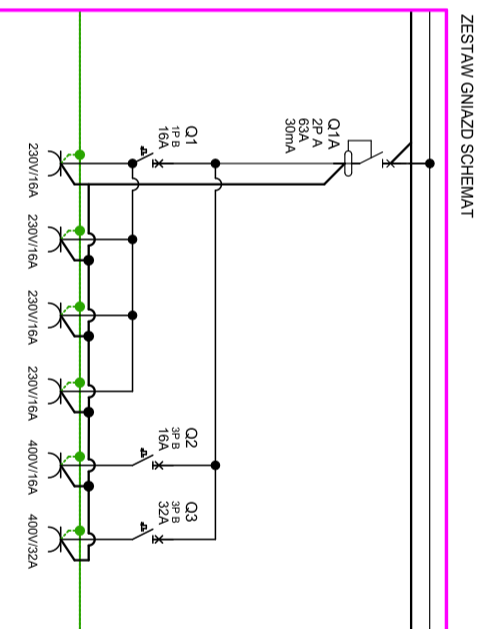 ZESTAW GNIAZD SCHEMAT
Q1A
2P A
63A
30mA
Q1
1P B
16A
Q2
3P B
16A
Q3
3P B
32A
230V/16A
230V/16A
230V/16A
230V/16A
400V/16A
400V/32A